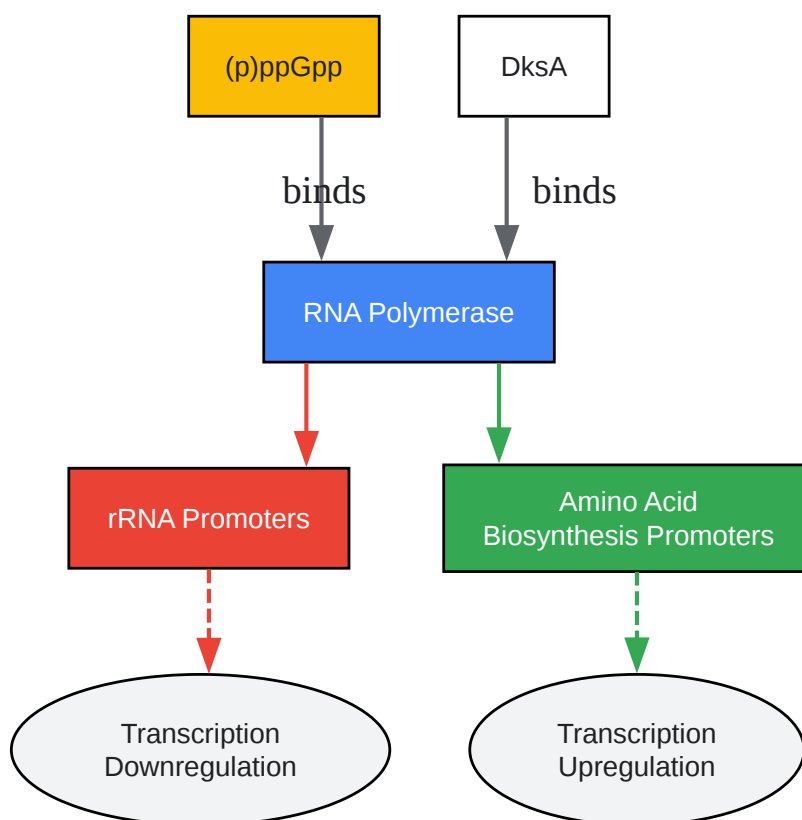 (p)ppGpp
DksA
binds
binds
RNA Polymerase
rRNA Promoters
Amino Acid
Biosynthesis Promoters
Transcription
Downregulation
Transcription
Upregulation